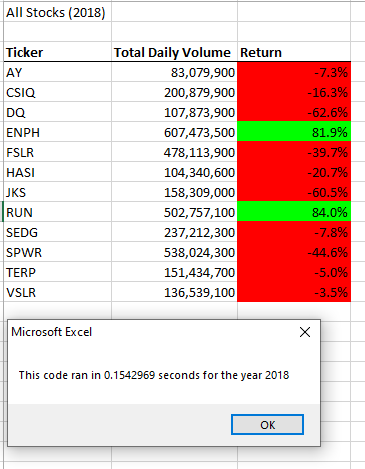 All Stocks (2018)
Ticker Total Daily Volume Return
AY 83,079,900 -7.3%
CSIQ 200,879,900 -16.3%
DQ 107,873,900 -62.6%
ENPH 607,473,500 81.9%
FSLR 478,113,900 -39.7%
HASI 104,340,600 -20.7%
JKS 158,309,000 -60.5%
RUN 502,757,100 84.0%
SEDG 237,212,300 -7.8%
SPWR 538,024,300 -44.6%
TERP 151,434,700 -5.0%
VSLR 136,539,100 -3.5%
Microsoft Excel
This code ran in 0.1542969 seconds for the year 2018
OK